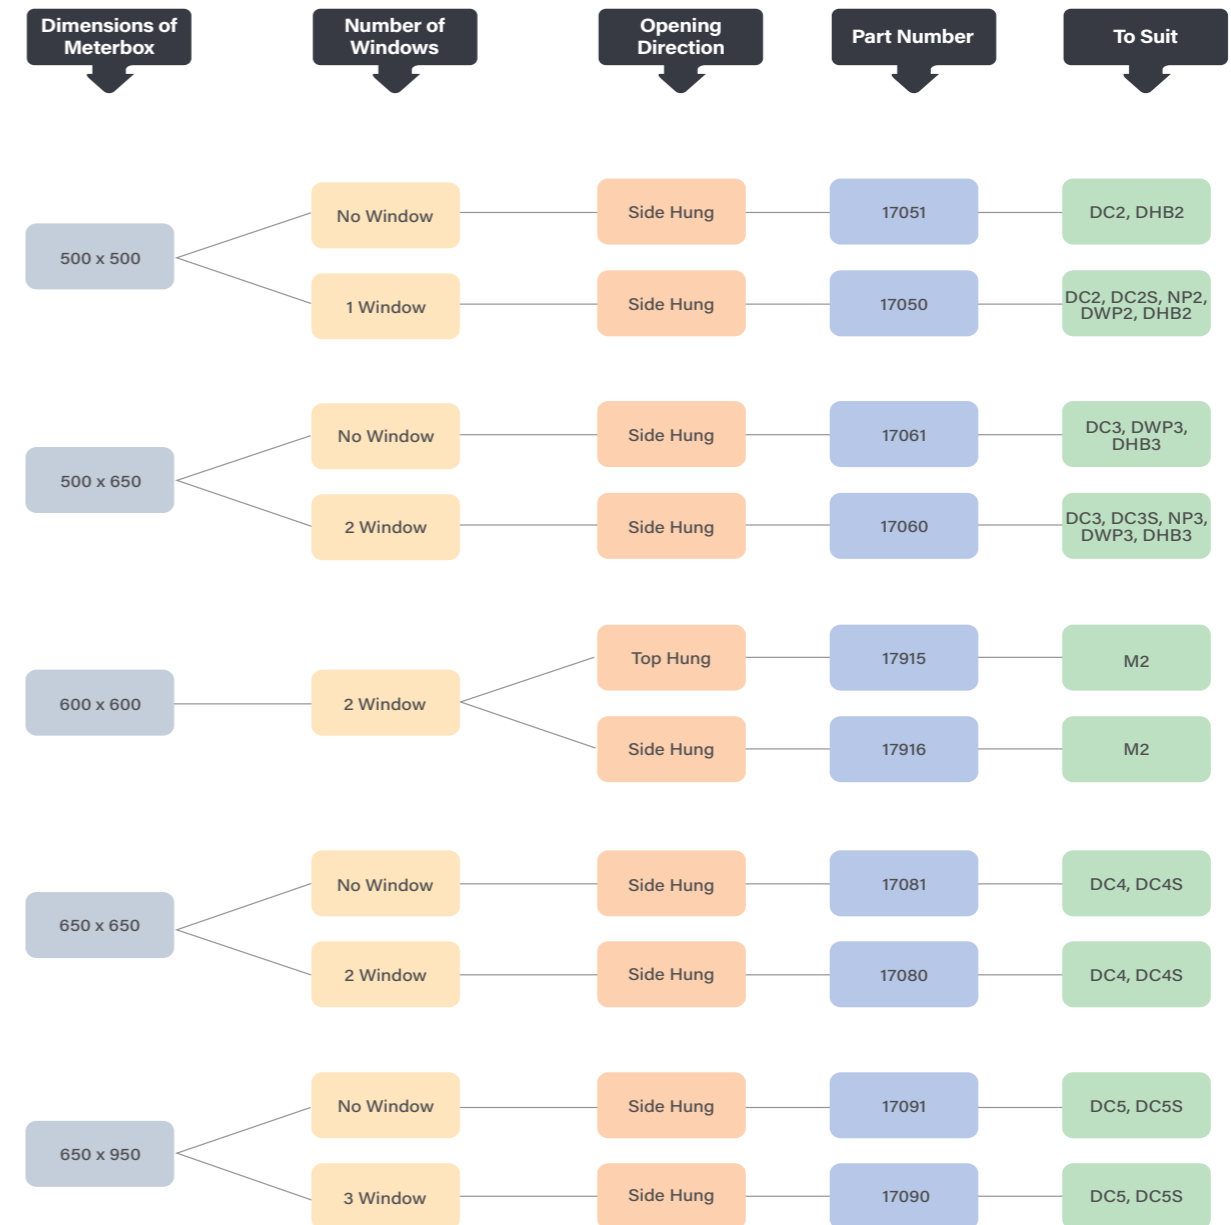 Dimensions of
Meterbox
Number of
Windows
Opening
Direction
Part Number
To Suit
500 x 500
No Window
Side Hung
17051
DC2, DHB2
1 Window
Side Hung
17050
DC2, DC2S, NP2,
DWP2, DHB2
500 x 650
No Window
Side Hung
17061
DC3, DWP3,
DHB3
2 Window
Side Hung
17060
DC3, DC3S, NP3,
DWP3, DHB3
600 x 600
2 Window
Top Hung
17915
M2
Side Hung
17916
M2
650 x 650
No Window
Side Hung
17081
DC4, DC4S
2 Window
Side Hung
17080
DC4, DC4S
650 x 950
No Window
Side Hung
17091
DC5, DC5S
3 Window
Side Hung
17090
DC5, DC5S